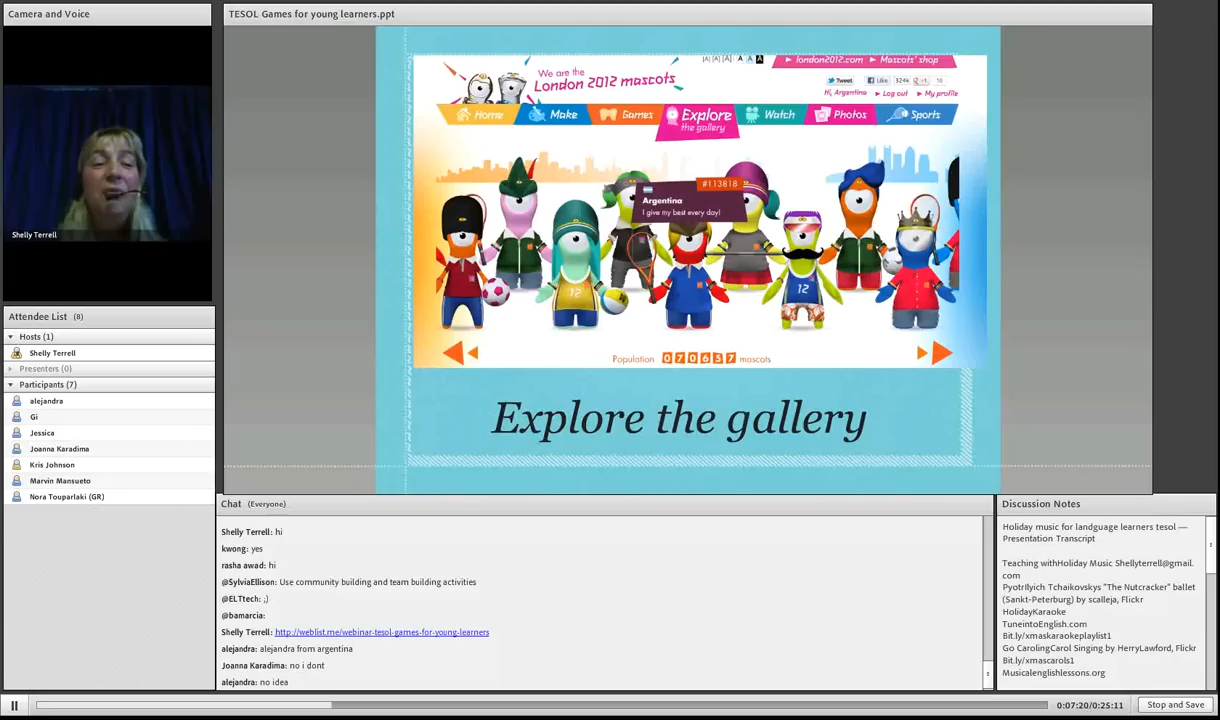 Camera and Voice
Shelly Terrell
Attendee List (8)
Hosts (1)
Shelly Terrell
Presenters (0)
Participants (7)
alejandra
Gi
Jessica
Joanna Karadima
Kris Johnson
Marvin Mansueto
Nora Touparlaki (GR)
TESOL Games for young learners.ppt
|A| |A| |A| A A A
london2012.com Mascots' shop
We are the
London 2012 mascots
Tweet Like 324k +1 10
Hi, Argentina Log out My profile
Home Make Games Explore the gallery Watch Photos Sports
#113818
Argentina
I give my best every day!
12
12
Population 070637 mascots
Explore the gallery
Chat (Everyone)
Shelly Terrell: hi
kwong: yes
rasha awad: hi
@SylviaEllison: Use community building and team building activities
@ELTtech: ;)
@bamarcia:
Shelly Terrell: http://weblist.me/webinar-tesol-games-for-young-learners
alejandra: alejandra from argentina
Joanna Karadima: no i dont
alejandra: no idea
Discussion Notes
Holiday music for landguage learners tesol —
Presentation Transcript
Teaching withHoliday Music Shellyterrell@gmail.
com
PyotrIlyich Tchaikovskys "The Nutcracker" ballet
(Sankt-Peterburg) by scalleja, Flickr
HolidayKaraoke
TuneintoEnglish.com
Bit.ly/xmaskaraokeplaylist1
Go CarolingCarol Singing by HerryLawford, Flickr
Bit.ly/xmascarols1
Musicalenglishlessons.org
0:07:20/0:25:11
Stop and Save